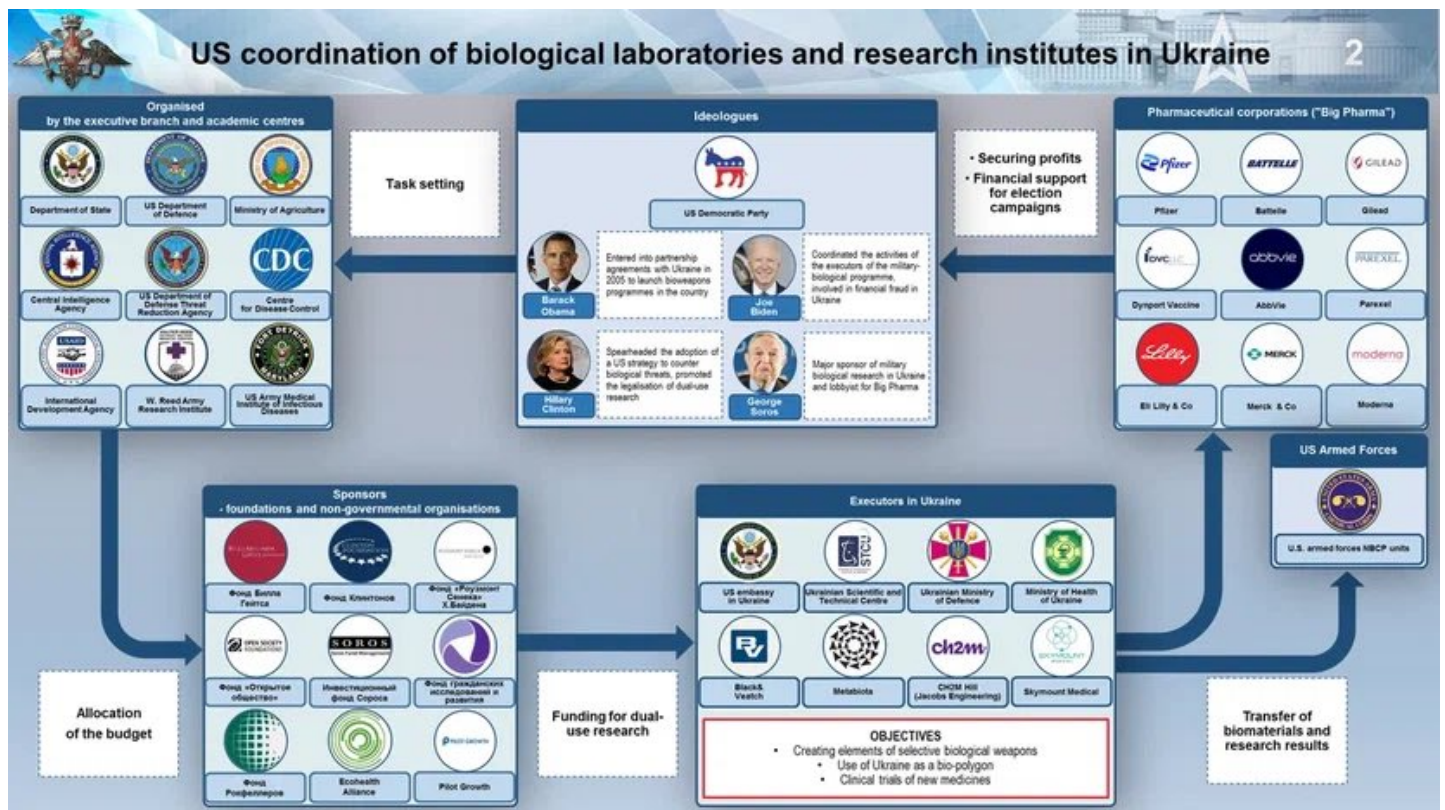 US coordination of biological laboratories and research institutes in Ukraine
2
Organised
by the executive branch and academic centres
Department of State
US Department
of Defence
Ministry of Agriculture
CDC
Central Intelligence
Agency
US Department of
Defense Threat
Reduction Agency
Centre
for Disease Control
USAID
FORT DETRICK
MARYLAND
International
Development Agency
W. Reed Army
Research Institute
US Army Medical
Institute of Infectious
Diseases
Task setting
Ideologues
US Democratic Party
Barack
Obama
Entered into partnership
agreements with Ukraine in
2005 to launch bioweapons
programmes in the country
Joe
Biden
Coordinated the activities
of the executors of the military-
biological programme,
involved in financial fraud in
Ukraine
Hillary
Clinton
Spearheaded the adoption of
a US strategy to counter
biological threats, promoted
the legalisation of dual-use
research
George
Soros
Major sponsor of military
biological research in Ukraine
and lobbyist for Big Pharma
• Securing profits
• Financial support
for election
campaigns
Pharmaceutical corporations ("Big Pharma")
Pfizer
BATTELLE
GILEAD
Pfizer
Battelle
Gilead
abbvie
PAREXEL
Dynport Vaccine
AbbVie
Parexel
Lilly
MERCK
moderna
Eli Lilly & Co
Merck & Co
Moderna
US Armed Forces
U.S. armed forces NBCP units
Sponsors
- foundations and non-governmental organisations
Фонд Билла
Гейтса
Фонд Клинтонов
Фонд «Роузмонт
Сенека»
Х.Байдена
OPEN SOCIETY
FOUNDATIONS
SOROS
Фонд «Открытое
общество»
Инвестиционный
фонд Сороса
Фонд гражданских
исследований и
развития
PILOT GROWTH
Фонд
Рокфеллеров
Ecohealth
Alliance
Pilot Growth
Allocation
of the budget
Funding for dual-
use research
Executors in Ukraine
STCU
US embassy
in Ukraine
Ukrainian Scientific and
Technical Centre
Ukrainian Ministry
of Defence
Ministry of Health
of Ukraine
BV
ch2m
SKYMOUNT
Black&
Veatch
Metabiota
CH2M Hill
(Jacobs Engineering)
Skymount Medical
OBJECTIVES
• Creating elements of selective biological weapons
• Use of Ukraine as a bio-polygon
• Clinical trials of new medicines
Transfer of
biomaterials and
research results